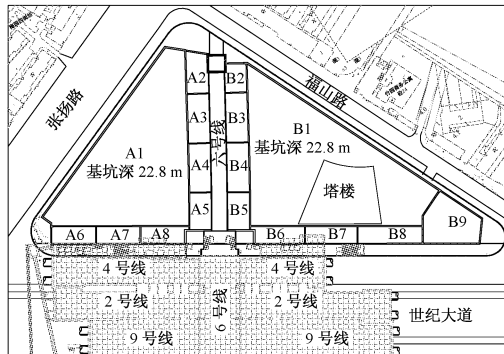 张扬路
福山路
A2
B2
A3
B3
六号线
A1
基坑深 22.8 m
B1
基坑深 22.8 m
A4
B4
塔楼
A5
B5
B9
A6
A7
A8
B6
B7
B8
4 号线
4 号线
2 号线
2 号线
6 号线
世纪大道
9 号线
9 号线